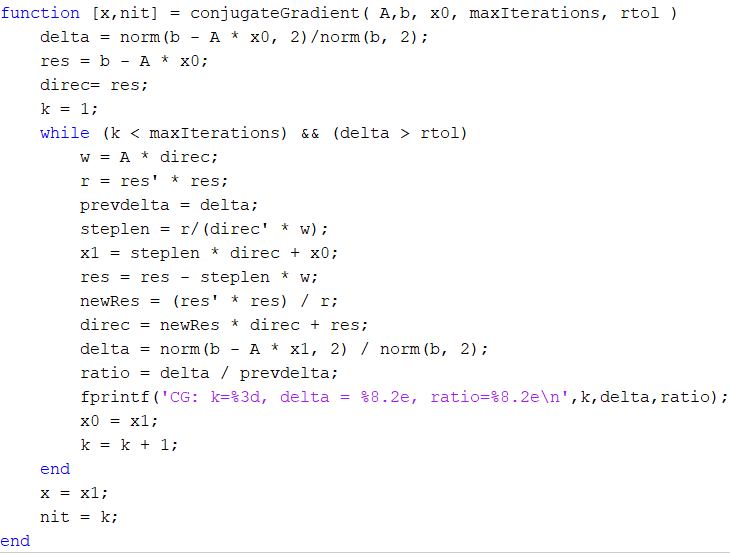 function [x,nit] = conjugateGradient( A,b, x0, maxIterations, rtol )
    delta = norm(b - A * x0, 2)/norm(b, 2);
    res = b - A * x0;
    direc= res;
    k = 1;
    while (k < maxIterations) && (delta > rtol)
        w = A * direc;
        r = res' * res;
        prevdelta = delta;
        steplen = r/(direc' * w);
        x1 = steplen * direc + x0;
        res = res - steplen * w;
        newRes = (res' * res) / r;
        direc = newRes * direc + res;
        delta = norm(b - A * x1, 2) / norm(b, 2);
        ratio = delta / prevdelta;
        fprintf('CG: k=%3d, delta = %8.2e, ratio=%8.2e\n',k,delta,ratio);
        x0 = x1;
        k = k + 1;
    end
    x = x1;
    nit = k;
end